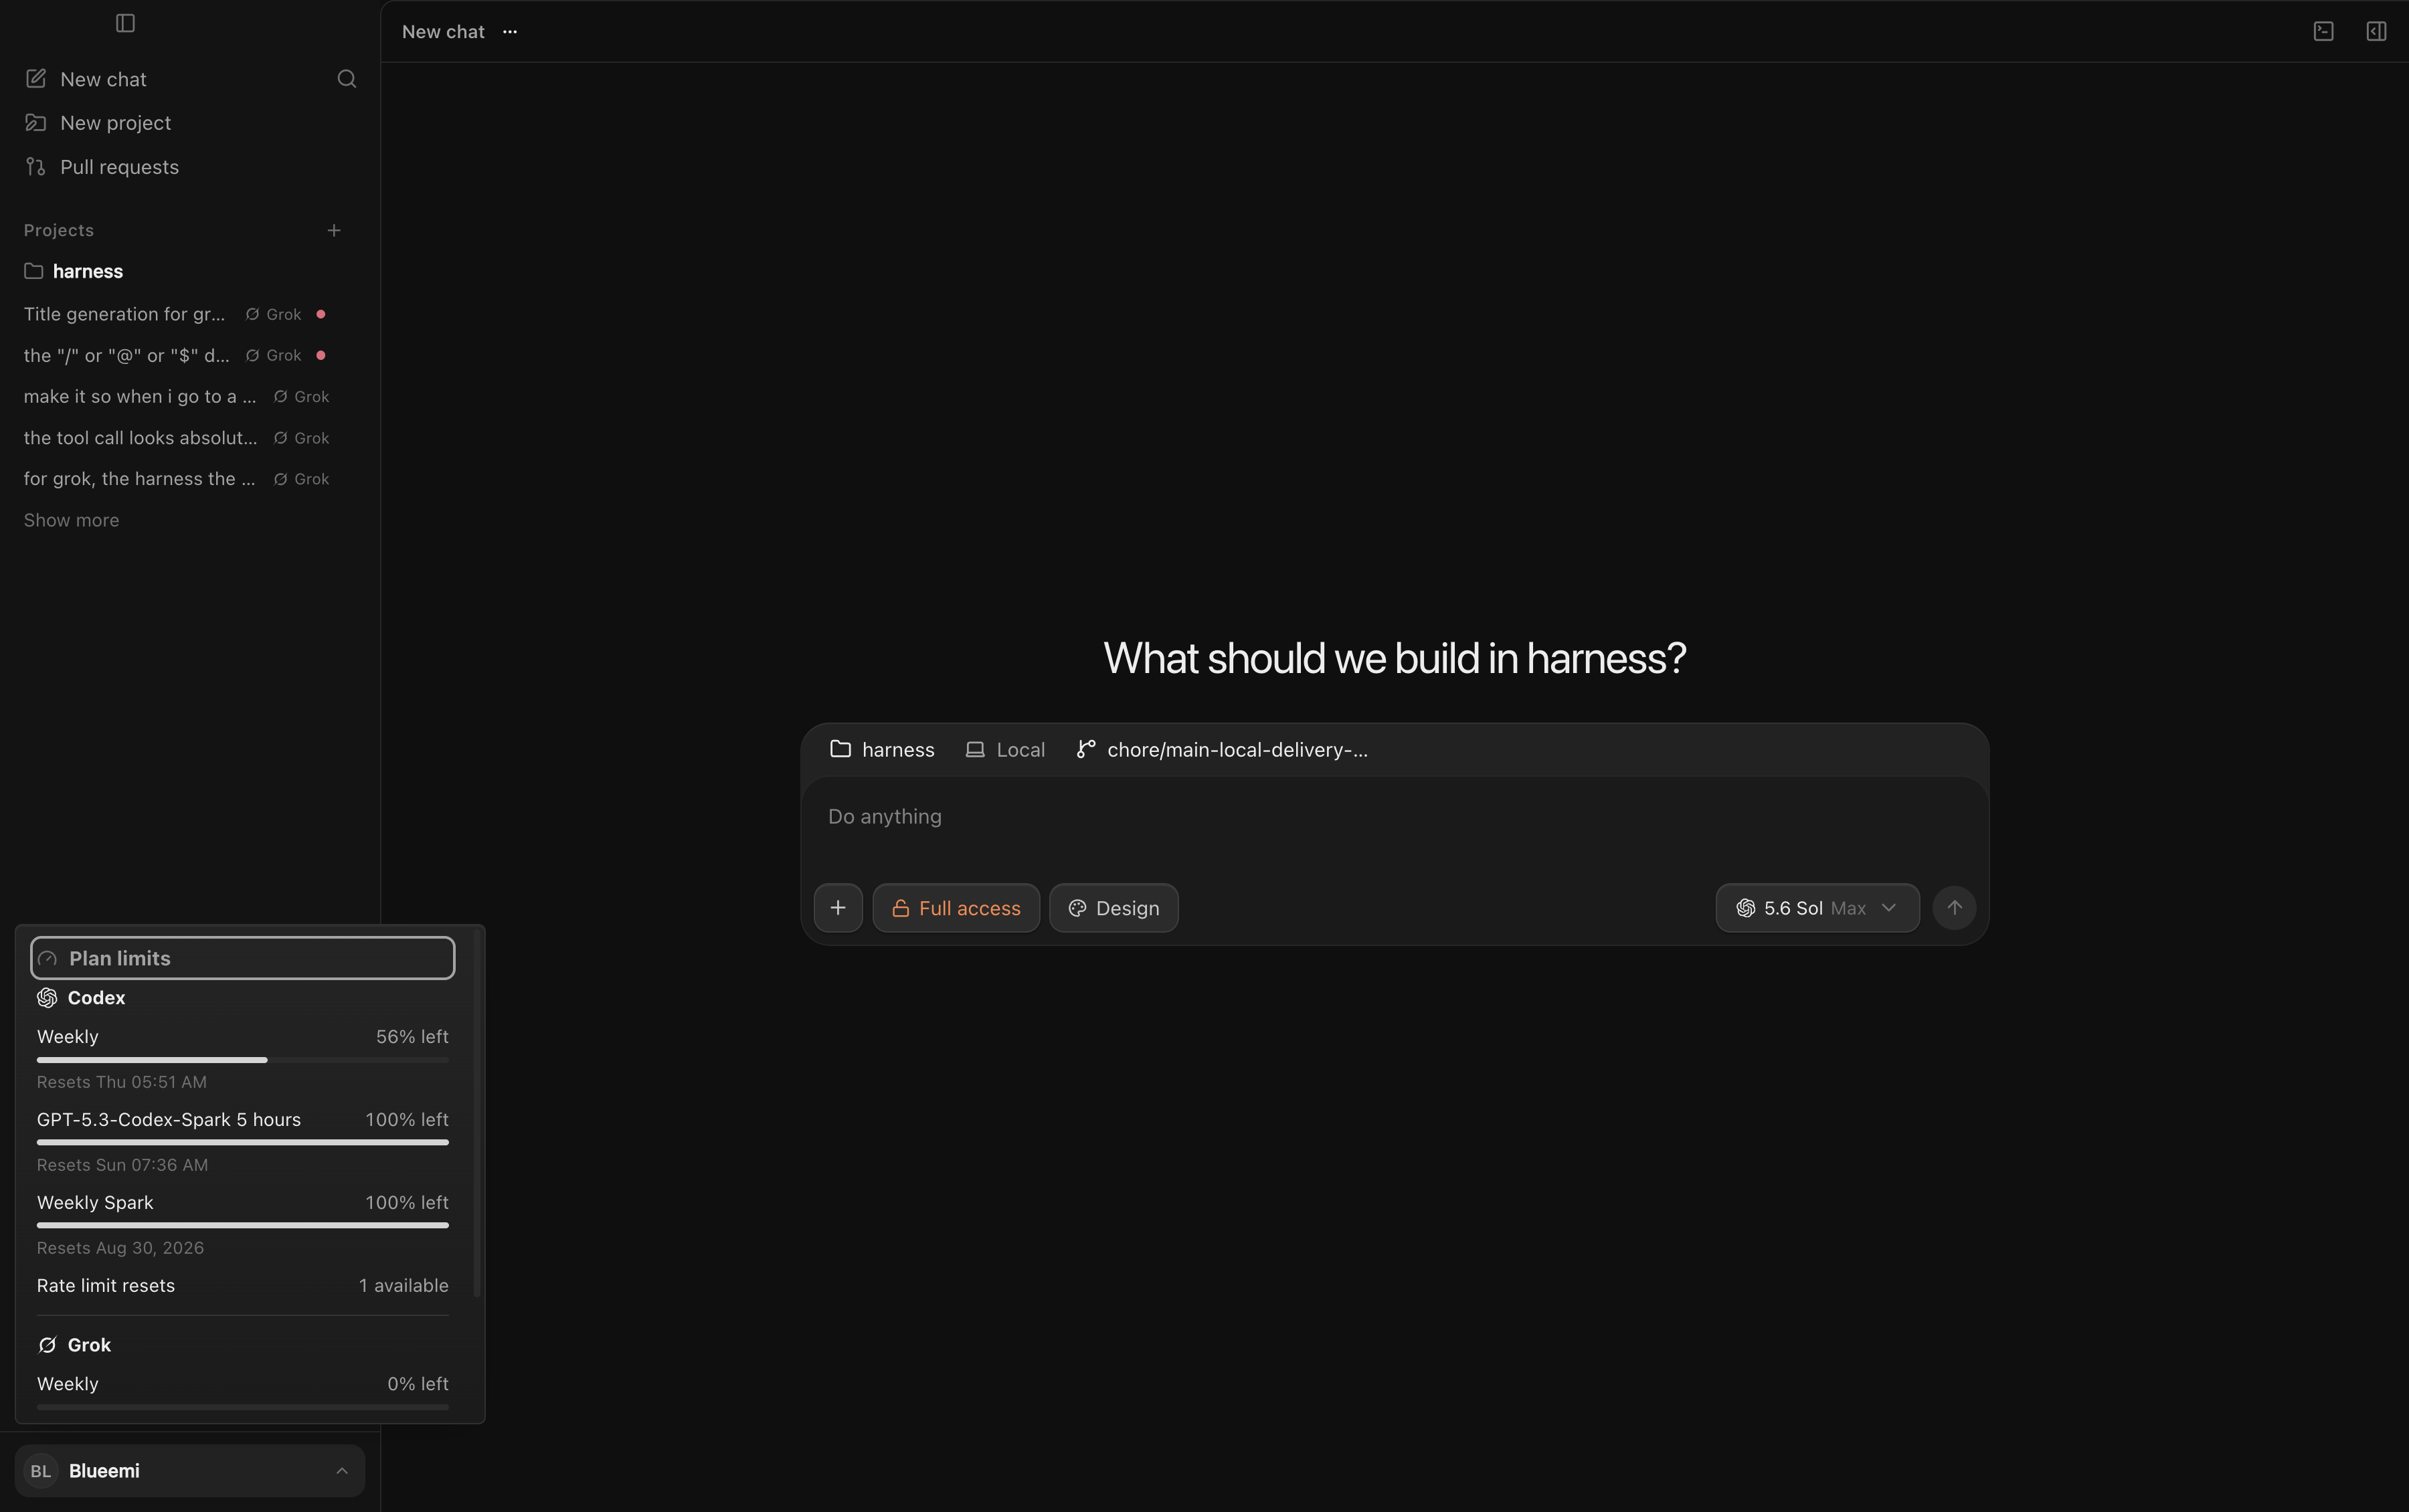 New chat
New project
Pull requests
Projects
harness
Title generation for gr... Grok
the "/" or "@" or "$" d... Grok
make it so when i go to a ... Grok
the tool call looks absolut... Grok
for grok, the harness the ... Grok
Show more
Plan limits
Codex
Weekly 56% left
Resets Thu 05:51 AM
GPT-5.3-Codex-Spark 5 hours 100% left
Resets Sun 07:36 AM
Weekly Spark 100% left
Resets Aug 30, 2026
Rate limit resets 1 available
Grok
Weekly 0% left
BL Blueemi
New chat ...
What should we build in harness?
harness Local chore/main-local-delivery-...
Do anything
Full access Design 5.6 Sol Max